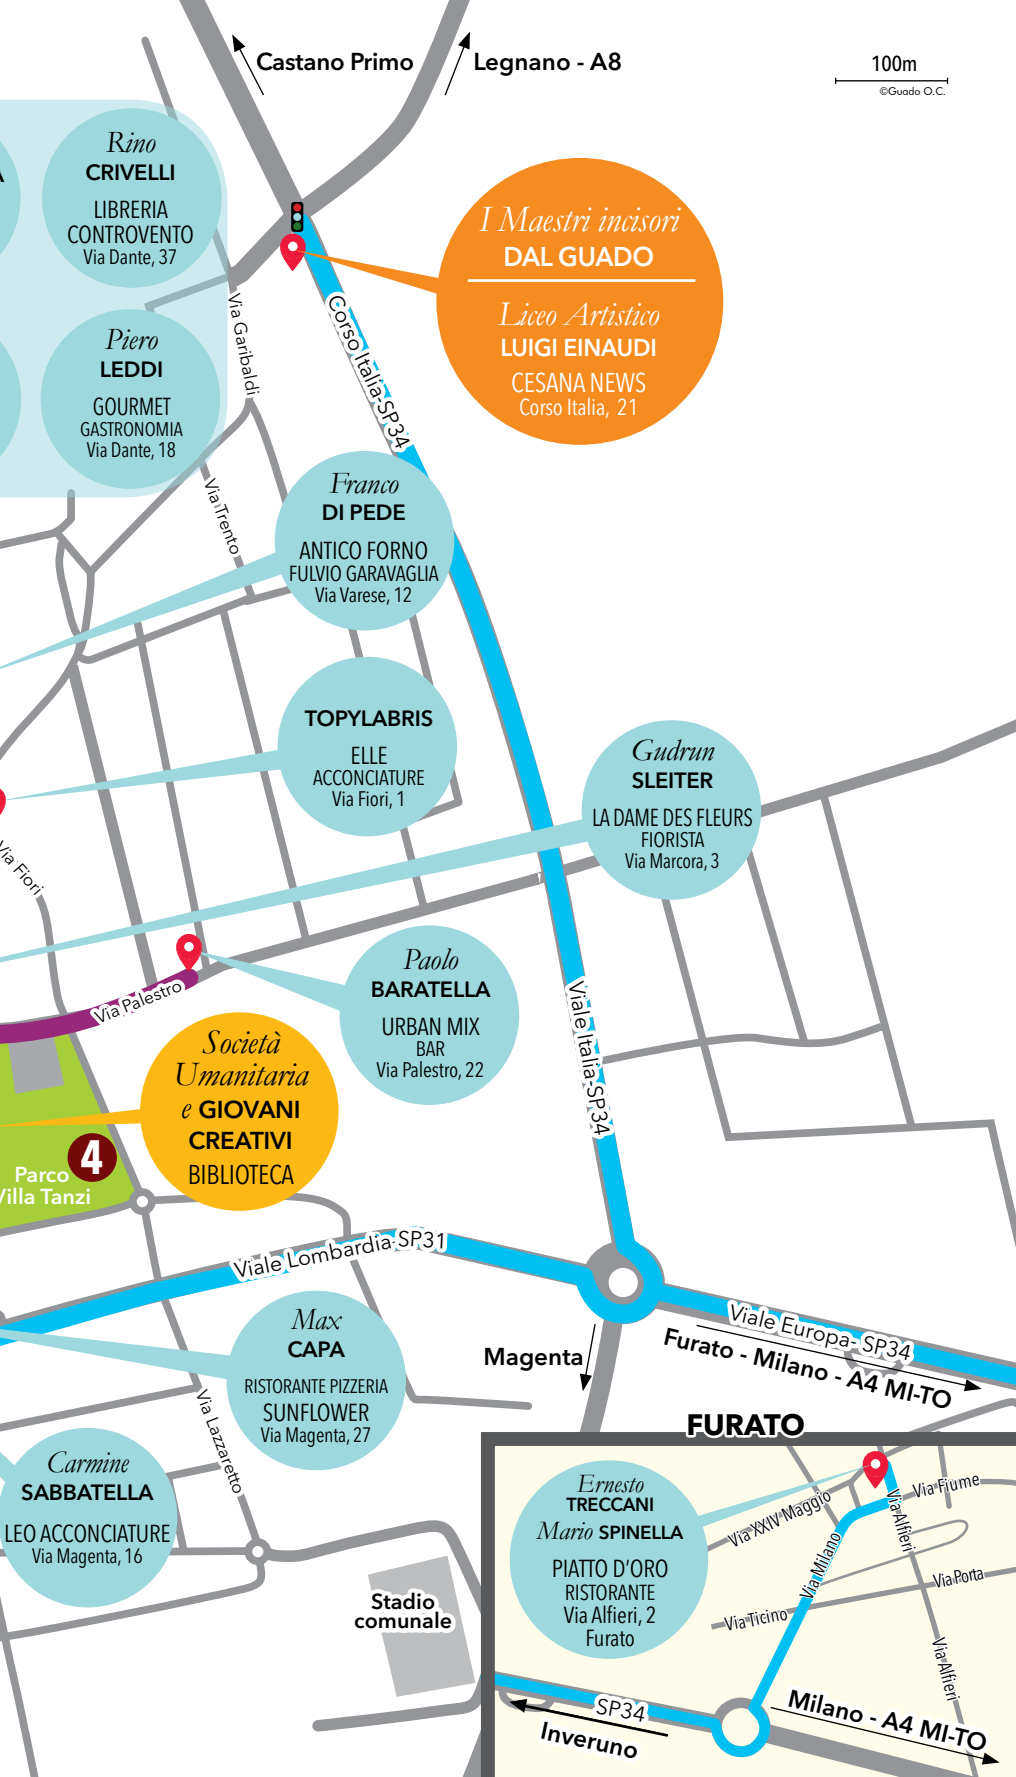 Castano Primo
Legnano - A8
100m
©Guado O.C.
Rino
CRIVELLI
LIBRERIA
CONTROVENTO
Via Dante, 37
I Maestri incisori
DAL GUADO
Liceo Artistico
LUIGI EINAUDI
CESANA NEWS
Corso Italia, 21
Via Garibaldi
Corso Italia-SP34
Piero
LEDDI
GOURMET
GASTRONOMIA
Via Dante, 18
Via Trento
Franco
DI PEDE
ANTICO FORNO
FULVIO GARAVAGLIA
Via Varese, 12
TOPYLABRIS
ELLE
ACCONCIATURE
Via Fiori, 1
Gudrun
SLEITER
LA DAME DES FLEURS
FIORISTA
Via Marcora, 3
Via Fiori
Paolo
BARATELLA
URBAN MIX
BAR
Via Palestro, 22
Via Palestro
Viale Italia-SP34
Società
Umanitaria
e GIOVANI
CREATIVI
BIBLIOTECA
4
Parco
Villa Tanzi
Viale Lombardia-SP31
Max
CAPA
RISTORANTE PIZZERIA
SUNFLOWER
Via Magenta, 27
Magenta
Viale Europa- SP34
Furato - Milano - A4 MI-TO
Via Lazzaretto
Carmine
SABBATELLA
LEO ACCONCIATURE
Via Magenta, 16
Stadio
comunale
FURATO
Ernesto
TRECCANI
Mario SPINELLA
PIATTO D'ORO
RISTORANTE
Via Alfieri, 2
Furato
Via XXIV Maggio
Via Fiume
Via Alfieri
Via Milano
Via Porta
Via Ticino
Via Alfieri
SP34
Inveruno
Milano - A4 MI-TO